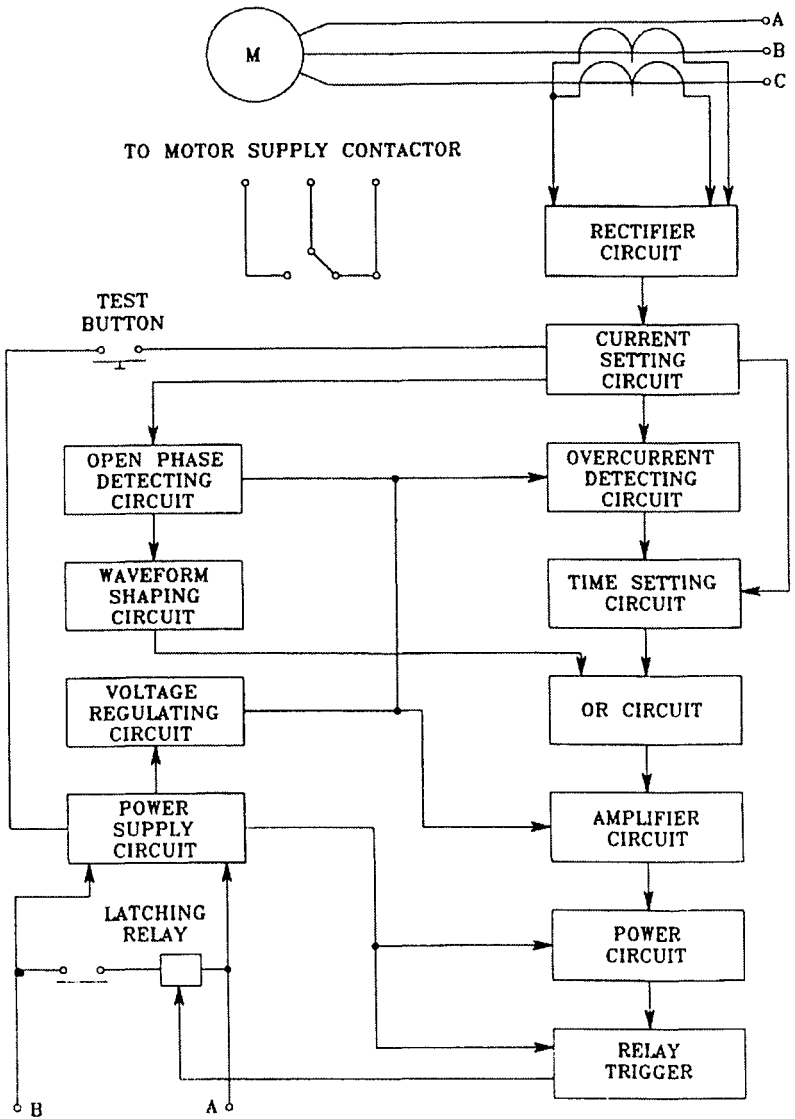 A
M
B
C
TO MOTOR SUPPLY CONTACTOR
RECTIFIER
CIRCUIT
TEST
BUTTON
CURRENT
SETTING
CIRCUIT
OPEN PHASE
DETECTING
CIRCUIT
OVERCURRENT
DETECTING
CIRCUIT
WAVEFORM
SHAPING
CIRCUIT
TIME SETTING
CIRCUIT
VOLTAGE
REGULATING
CIRCUIT
OR CIRCUIT
POWER
SUPPLY
CIRCUIT
AMPLIFIER
CIRCUIT
LATCHING
RELAY
POWER
CIRCUIT
RELAY
TRIGGER
B
A